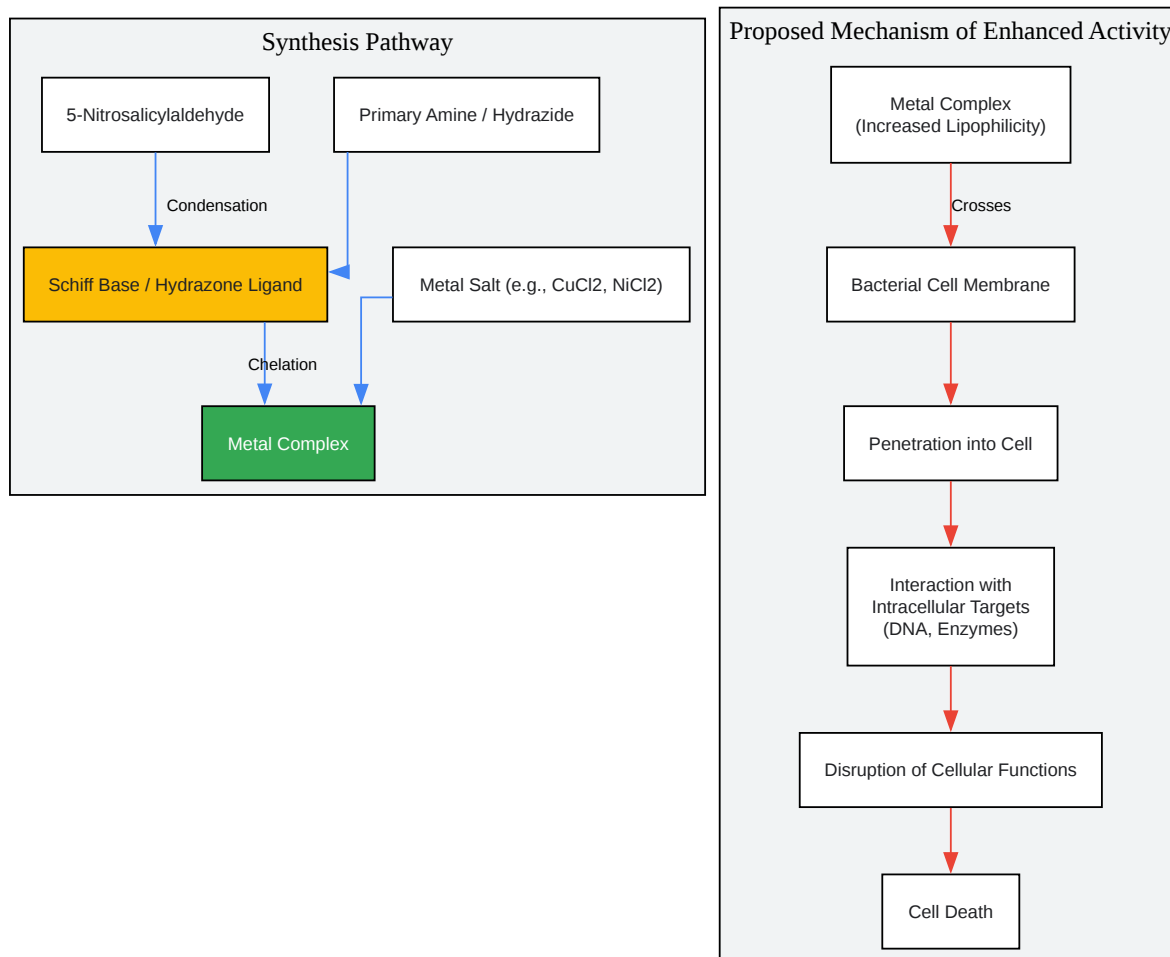 Synthesis Pathway
5-Nitrosalicylaldehyde
Primary Amine / Hydrazide
Condensation
Schiff Base / Hydrazone Ligand
Metal Salt (e.g., CuCl2, NiCl2)
Chelation
Metal Complex
Proposed Mechanism of Enhanced Activity
Metal Complex
(Increased Lipophilicity)
Crosses
Bacterial Cell Membrane
Penetration into Cell
Interaction with
Intracellular Targets
(DNA, Enzymes)
Disruption of Cellular Functions
Cell Death